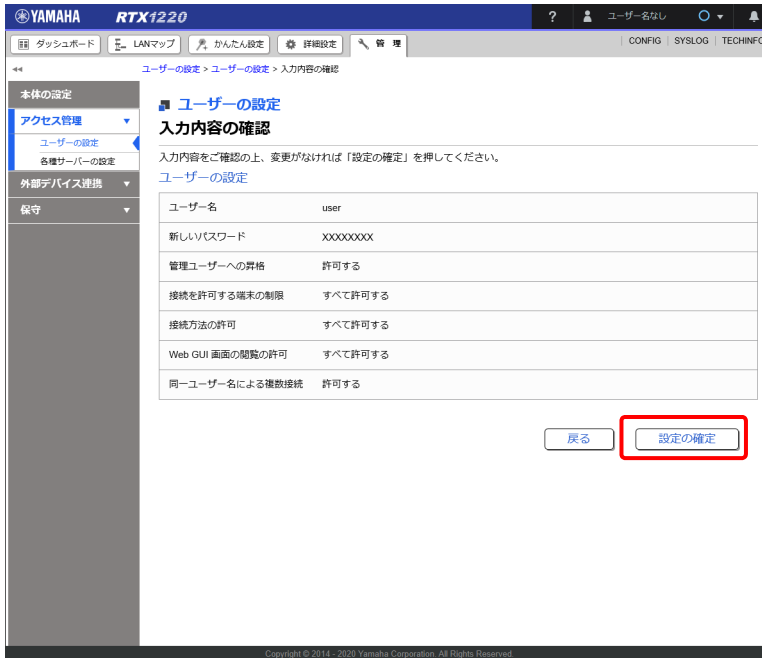 YAMAHA RTX1220 ? ユーザー名なし
ダッシュボード LANマップ かんたん設定 詳細設定 管 理 CONFIG SYSLOG TECHINFO
ユーザーの設定 > ユーザーの設定 > 入力内容の確認
本体の設定
アクセス管理
ユーザーの設定
各種サーバーの設定
外部デバイス連携
保守
ユーザーの設定
入力内容の確認
入力内容をご確認の上、変更がなければ「設定の確定」を押してください。
ユーザーの設定
ユーザー名 user
新しいパスワード XXXXXXXX
管理ユーザーへの昇格 許可する
接続を許可する端末の制限 すべて許可する
接続方法の許可 すべて許可する
Web GUI 画面の閲覧の許可 すべて許可する
同一ユーザー名による複数接続 許可する
戻る 設定の確定
Copyright © 2014 - 2020 Yamaha Corporation. All Rights Reserved.